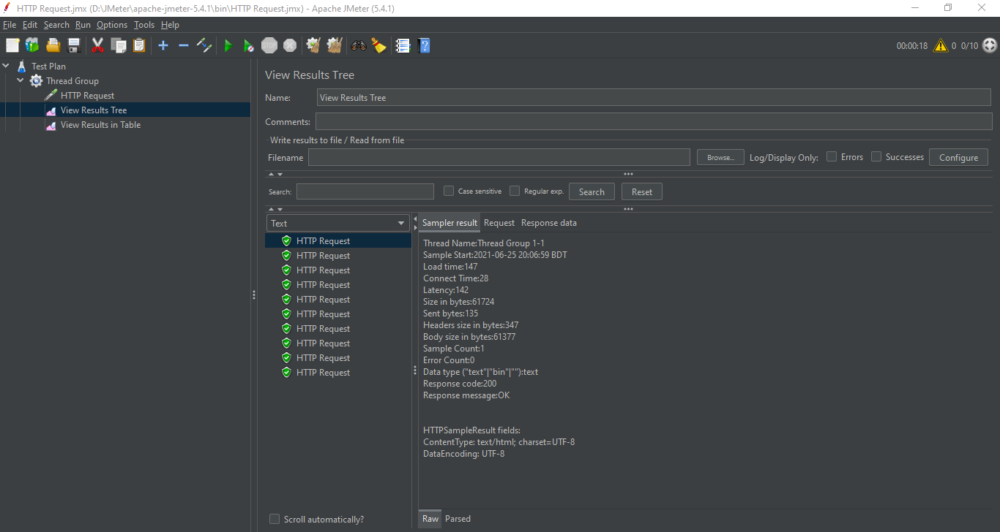 HTTP Request.jmx (D:\JMeter\apache-jmeter-5.4.1\bin\HTTP Request.jmx) - Apache JMeter (5.4.1)
File Edit Search Run Options Tools Help
STOP
?
00:00:18 0 0/10
Test Plan
Thread Group
HTTP Request
View Results Tree
View Results in Table
View Results Tree
Name: View Results Tree
Comments:
Write results to file / Read from file
Filename Browse... Log/Display Only: Errors Successes Configure
Search: Case sensitive Regular exp. Search Reset
Text
HTTP Request
HTTP Request
HTTP Request
HTTP Request
HTTP Request
HTTP Request
HTTP Request
HTTP Request
HTTP Request
HTTP Request
Scroll automatically?
Sampler result Request Response data
Thread Name:Thread Group 1-1
Sample Start:2021-06-25 20:06:59 BDT
Load time:147
Connect Time:28
Latency:142
Size in bytes:61724
Sent bytes:135
Headers size in bytes:347
Body size in bytes:61377
Sample Count:1
Error Count:0
Data type ("text"|"bin"|""):text
Response code:200
Response message:OK
HTTPSampleResult fields:
ContentType: text/html; charset=UTF-8
DataEncoding: UTF-8
Raw Parsed